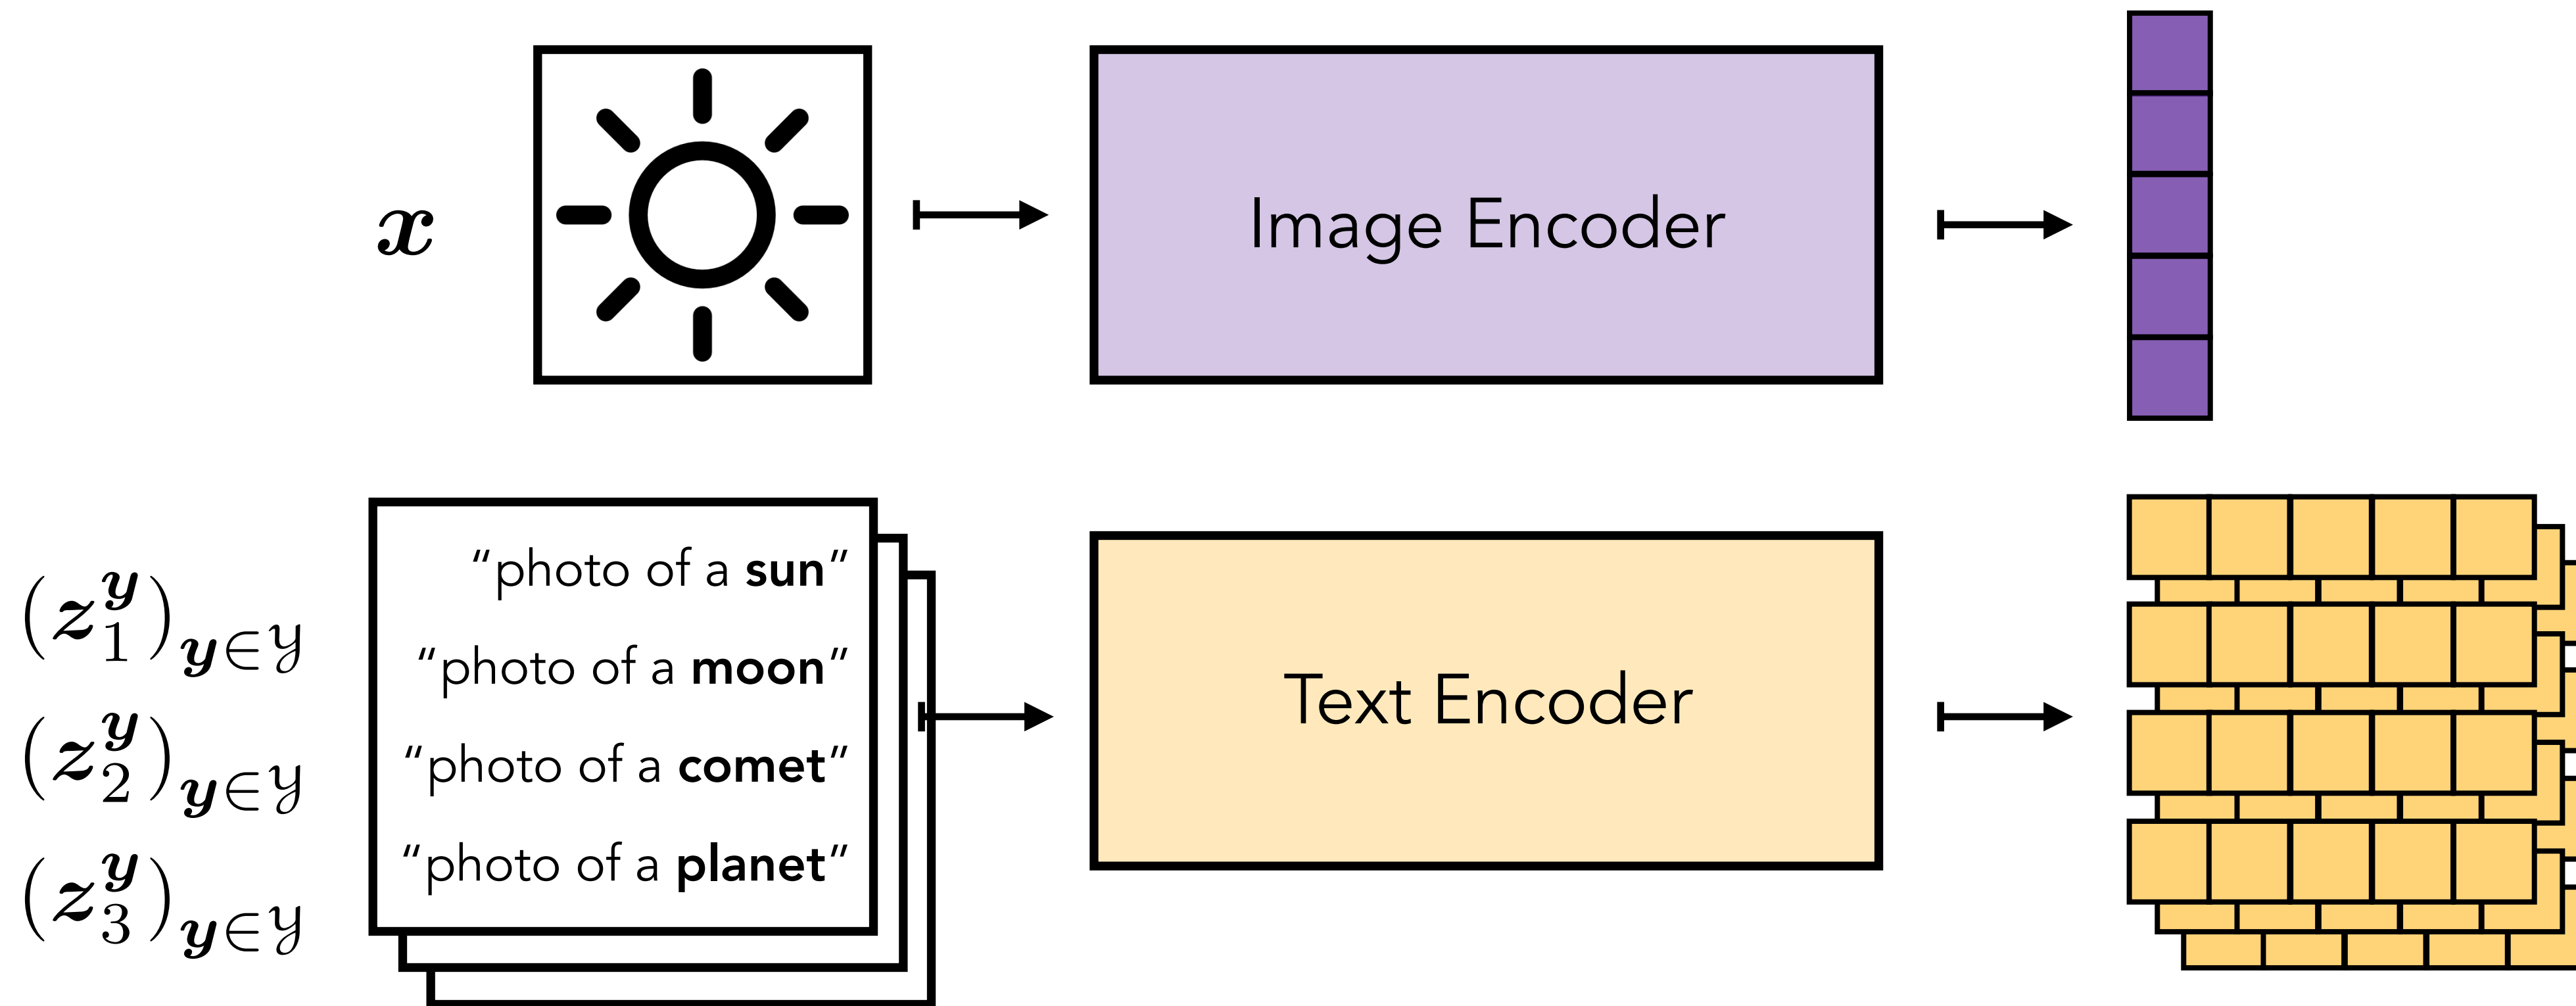 x
Image Encoder
(z_1^y)_{y∈𝒴}
(z_2^y)_{y∈𝒴}
(z_3^y)_{y∈𝒴}
“photo of a sun”
“photo of a moon”
“photo of a comet”
“photo of a planet”
Text Encoder